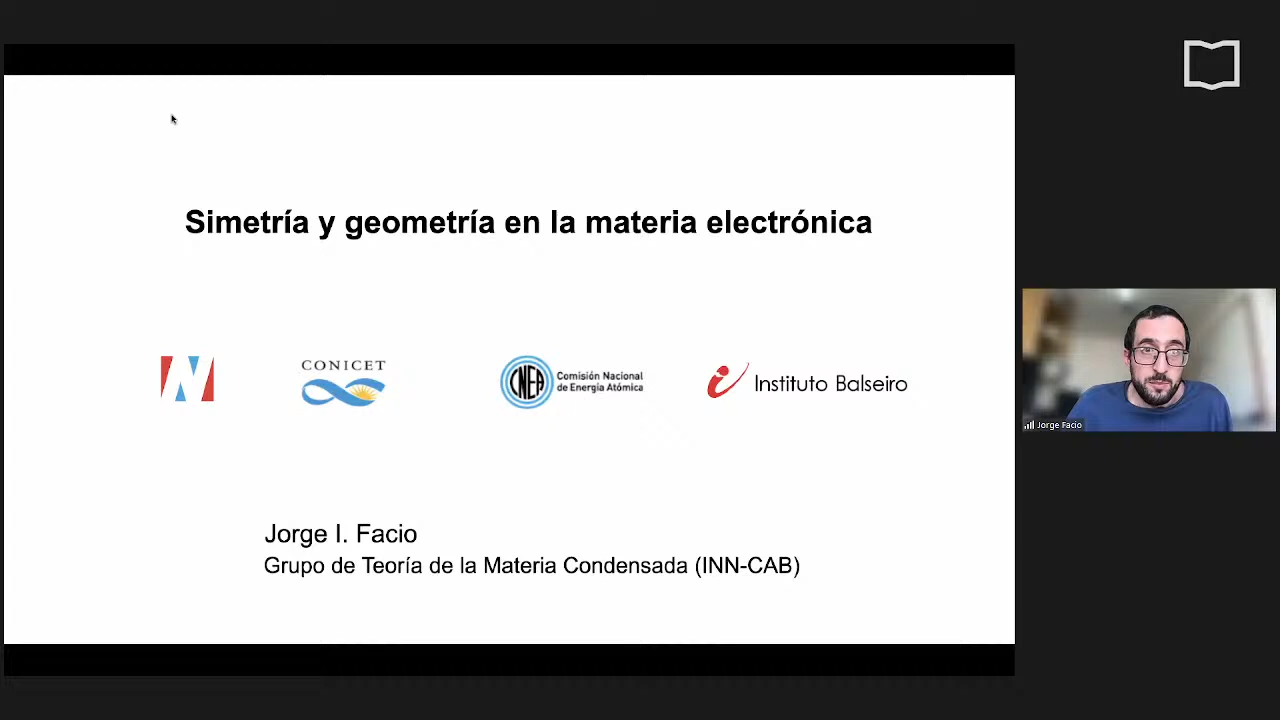 Simetría y geometría en la materia electrónica
N
CONICET
CNEA
Comisión Nacional
de Energía Atómica
i Instituto Balseiro
Jorge I. Facio
Grupo de Teoría de la Materia Condensada (INN-CAB)
Jorge Facio